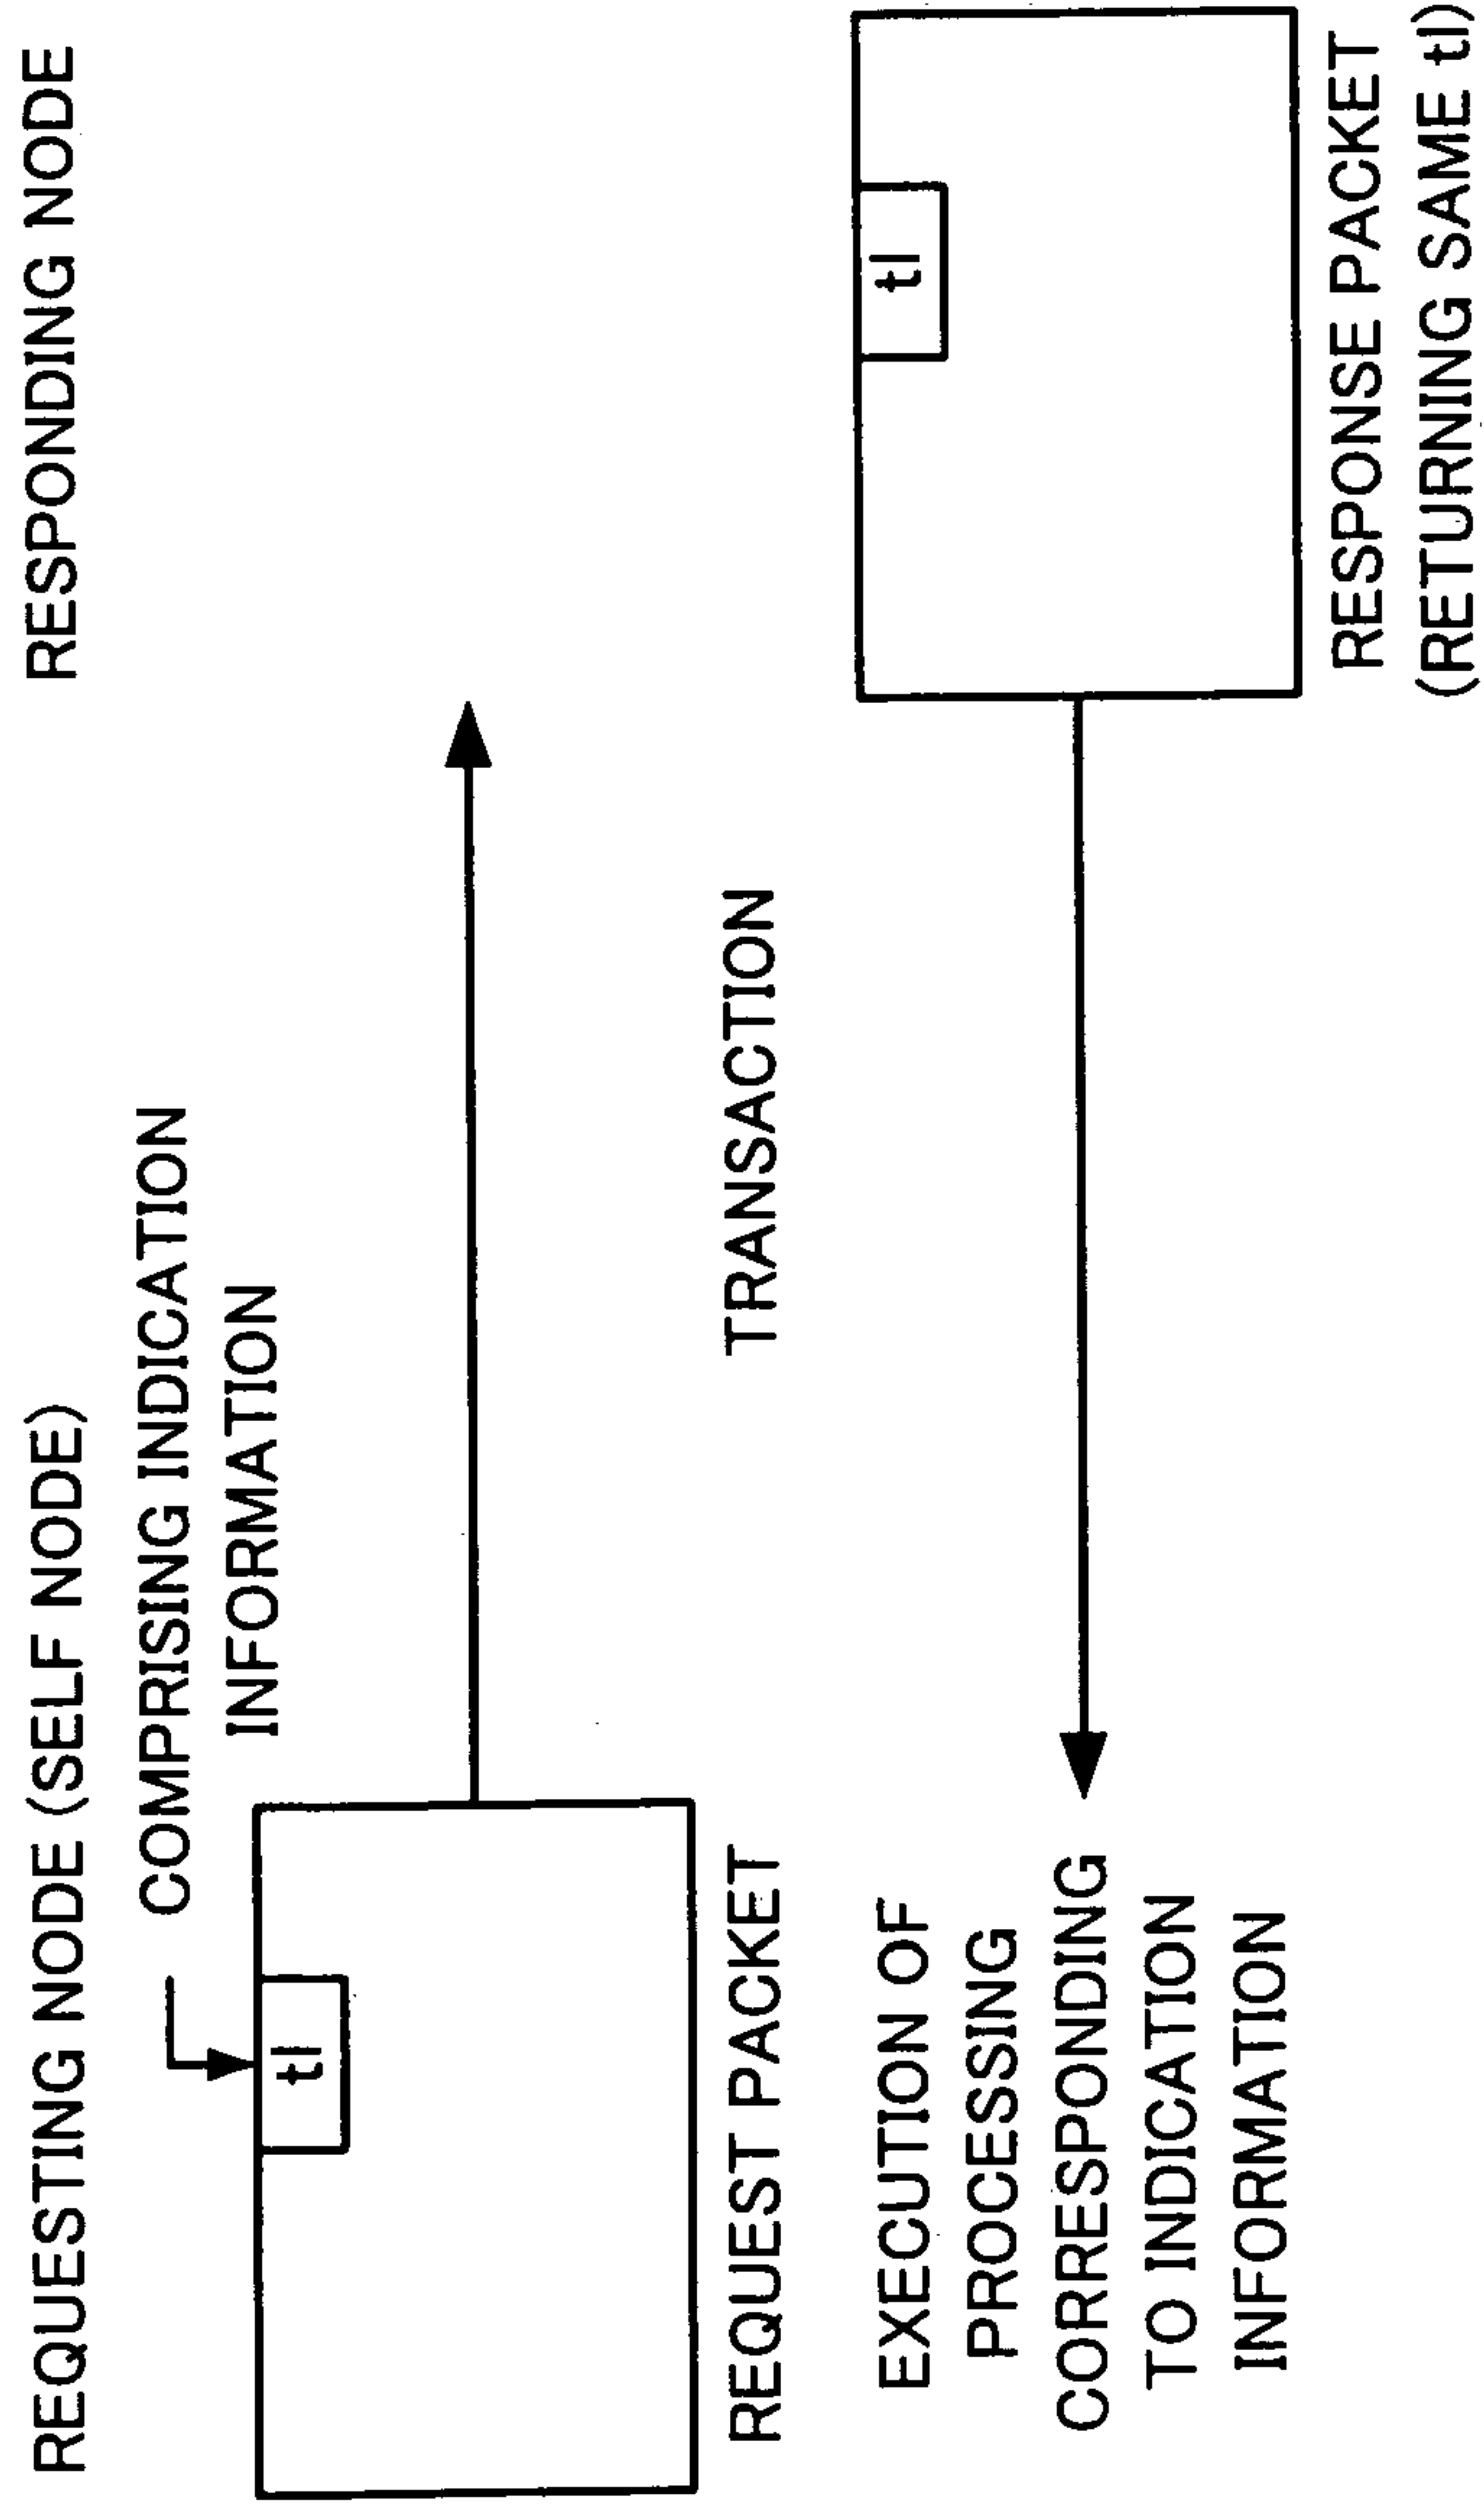 REQUESTING NODE (SELF NODE)
RESPONDING NODE
COMPRISING INDICATION
INFORMATION
tl
REQUEST PACKET
TRANSACTION
tl
EXECUTION OF
PROCESSING
CORRESPONDING
TO INDICATION
INFORMATION
RESPONSE PACKET
(RETURNING SAME tl)